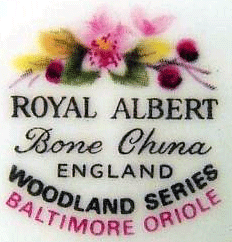 ROYAL ALBERT
Bone China
ENGLAND
WOODLAND SERIES
BALTIMORE ORIOLE